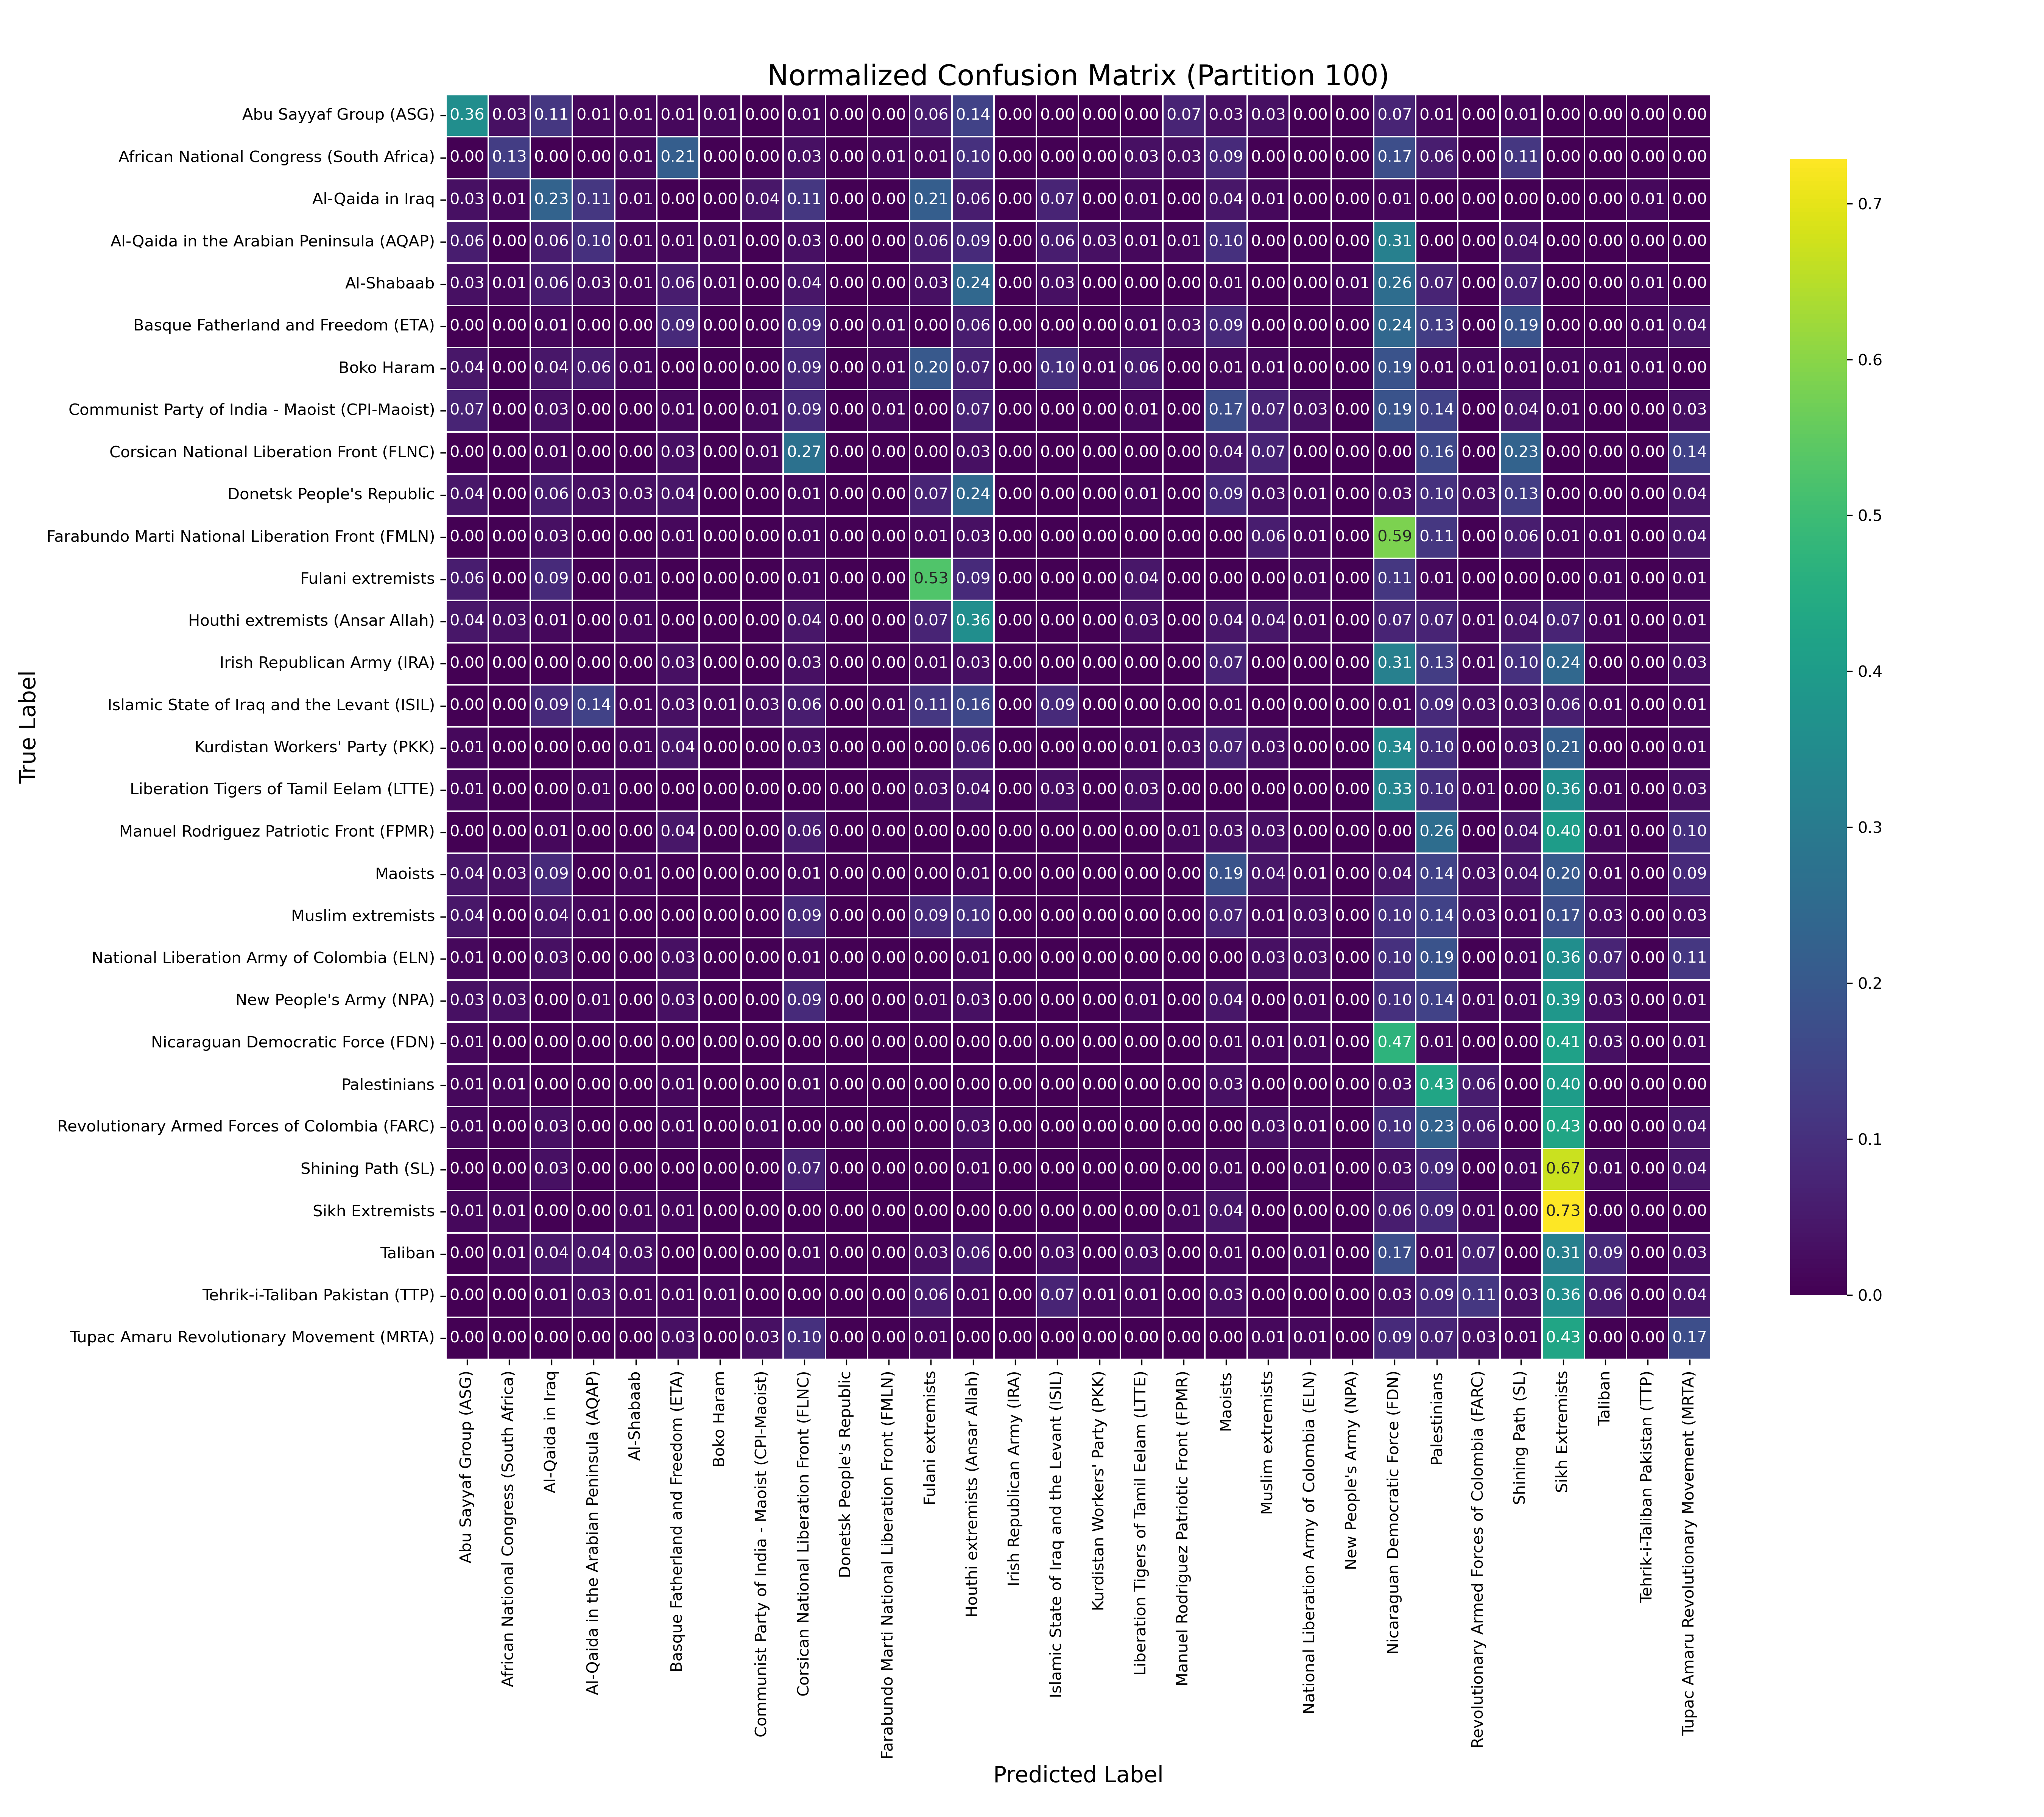 Normalized Confusion Matrix (Partition 100)
Abu Sayyaf Group (ASG) 0.36 0.03 0.11 0.01 0.01 0.01 0.01 0.00 0.01 0.00 0.00 0.06 0.14 0.00 0.00 0.00 0.00 0.07 0.03 0.03 0.00 0.00 0.07 0.01 0.00 0.01 0.00 0.00 0.00 0.00
African National Congress (South Africa) 0.00 0.13 0.00 0.00 0.01 0.21 0.00 0.00 0.03 0.00 0.01 0.01 0.10 0.00 0.00 0.00 0.03 0.03 0.09 0.00 0.00 0.00 0.17 0.06 0.00 0.11 0.00 0.00 0.00 0.00
Al-Qaida in Iraq 0.03 0.01 0.23 0.11 0.01 0.00 0.00 0.04 0.11 0.00 0.00 0.21 0.06 0.00 0.07 0.00 0.01 0.00 0.04 0.01 0.00 0.00 0.01 0.00 0.00 0.00 0.00 0.00 0.01 0.00
Al-Qaida in the Arabian Peninsula (AQAP) 0.06 0.00 0.06 0.10 0.01 0.01 0.01 0.00 0.03 0.00 0.00 0.06 0.09 0.00 0.06 0.03 0.01 0.01 0.10 0.00 0.00 0.00 0.31 0.00 0.00 0.04 0.00 0.00 0.00 0.00
Al-Shabaab 0.03 0.01 0.06 0.03 0.01 0.06 0.01 0.00 0.04 0.00 0.00 0.03 0.24 0.00 0.03 0.00 0.00 0.00 0.01 0.00 0.00 0.01 0.26 0.07 0.00 0.07 0.00 0.00 0.01 0.00
Basque Fatherland and Freedom (ETA) 0.00 0.00 0.01 0.00 0.00 0.09 0.00 0.00 0.09 0.00 0.01 0.00 0.06 0.00 0.00 0.00 0.01 0.03 0.09 0.00 0.00 0.00 0.24 0.13 0.00 0.19 0.00 0.00 0.01 0.04
Boko Haram 0.04 0.00 0.04 0.06 0.01 0.00 0.00 0.00 0.09 0.00 0.01 0.20 0.07 0.00 0.10 0.01 0.06 0.00 0.01 0.01 0.00 0.00 0.19 0.01 0.01 0.01 0.01 0.01 0.01 0.00
Communist Party of India - Maoist (CPI-Maoist) 0.07 0.00 0.03 0.00 0.00 0.01 0.00 0.01 0.09 0.00 0.01 0.00 0.07 0.00 0.00 0.00 0.01 0.00 0.17 0.07 0.03 0.00 0.19 0.14 0.00 0.04 0.01 0.00 0.00 0.03
Corsican National Liberation Front (FLNC) 0.00 0.00 0.01 0.00 0.00 0.03 0.00 0.01 0.27 0.00 0.00 0.00 0.03 0.00 0.00 0.00 0.00 0.00 0.04 0.07 0.00 0.00 0.00 0.16 0.00 0.23 0.00 0.00 0.00 0.14
Donetsk People's Republic 0.04 0.00 0.06 0.03 0.03 0.04 0.00 0.00 0.01 0.00 0.00 0.07 0.24 0.00 0.00 0.00 0.01 0.00 0.09 0.03 0.01 0.00 0.03 0.10 0.03 0.13 0.00 0.00 0.00 0.04
Farabundo Marti National Liberation Front (FMLN) 0.00 0.00 0.03 0.00 0.00 0.01 0.00 0.00 0.01 0.00 0.00 0.01 0.03 0.00 0.00 0.00 0.00 0.00 0.00 0.06 0.01 0.00 0.59 0.11 0.00 0.06 0.01 0.01 0.00 0.04
Fulani extremists 0.06 0.00 0.09 0.00 0.01 0.00 0.00 0.00 0.01 0.00 0.00 0.53 0.09 0.00 0.00 0.00 0.04 0.00 0.00 0.00 0.01 0.00 0.11 0.01 0.00 0.00 0.00 0.01 0.00 0.01
Houthi extremists (Ansar Allah) 0.04 0.03 0.01 0.00 0.01 0.00 0.00 0.00 0.04 0.00 0.00 0.07 0.36 0.00 0.00 0.00 0.03 0.00 0.04 0.04 0.01 0.00 0.07 0.07 0.01 0.04 0.07 0.01 0.00 0.01
Irish Republican Army (IRA) 0.00 0.00 0.00 0.00 0.00 0.03 0.00 0.00 0.03 0.00 0.00 0.01 0.03 0.00 0.00 0.00 0.00 0.00 0.07 0.00 0.00 0.00 0.31 0.13 0.01 0.10 0.24 0.00 0.00 0.03
Islamic State of Iraq and the Levant (ISIL) 0.00 0.00 0.09 0.14 0.01 0.03 0.01 0.03 0.06 0.00 0.01 0.11 0.16 0.00 0.09 0.00 0.00 0.00 0.01 0.00 0.00 0.00 0.01 0.09 0.03 0.03 0.06 0.01 0.00 0.01
Kurdistan Workers' Party (PKK) 0.01 0.00 0.00 0.00 0.01 0.04 0.00 0.00 0.03 0.00 0.00 0.00 0.06 0.00 0.00 0.00 0.01 0.03 0.07 0.03 0.00 0.00 0.34 0.10 0.00 0.03 0.21 0.00 0.00 0.01
Liberation Tigers of Tamil Eelam (LTTE) 0.01 0.00 0.00 0.01 0.00 0.00 0.00 0.00 0.00 0.00 0.00 0.03 0.04 0.00 0.03 0.00 0.03 0.00 0.00 0.00 0.00 0.00 0.33 0.10 0.01 0.00 0.36 0.01 0.00 0.03
Manuel Rodriguez Patriotic Front (FPMR) 0.00 0.00 0.01 0.00 0.00 0.04 0.00 0.00 0.06 0.00 0.00 0.00 0.00 0.00 0.00 0.00 0.00 0.01 0.03 0.03 0.00 0.00 0.00 0.26 0.00 0.04 0.40 0.01 0.00 0.10
Maoists 0.04 0.03 0.09 0.00 0.01 0.00 0.00 0.00 0.01 0.00 0.00 0.00 0.01 0.00 0.00 0.00 0.00 0.00 0.19 0.04 0.01 0.00 0.04 0.14 0.03 0.04 0.20 0.01 0.00 0.09
Muslim extremists 0.04 0.00 0.04 0.01 0.00 0.00 0.00 0.00 0.09 0.00 0.00 0.09 0.10 0.00 0.00 0.00 0.00 0.00 0.07 0.01 0.03 0.00 0.10 0.14 0.03 0.01 0.17 0.03 0.00 0.03
National Liberation Army of Colombia (ELN) 0.01 0.00 0.03 0.00 0.00 0.03 0.00 0.00 0.01 0.00 0.00 0.00 0.01 0.00 0.00 0.00 0.00 0.00 0.00 0.03 0.03 0.00 0.10 0.19 0.00 0.01 0.36 0.07 0.00 0.11
New People's Army (NPA) 0.03 0.03 0.00 0.01 0.00 0.03 0.00 0.00 0.09 0.00 0.00 0.01 0.03 0.00 0.00 0.00 0.01 0.00 0.04 0.00 0.01 0.00 0.10 0.14 0.01 0.01 0.39 0.03 0.00 0.01
Nicaraguan Democratic Force (FDN) 0.01 0.00 0.00 0.00 0.00 0.00 0.00 0.00 0.00 0.00 0.00 0.00 0.00 0.00 0.00 0.00 0.00 0.00 0.01 0.01 0.01 0.00 0.47 0.01 0.00 0.00 0.41 0.03 0.00 0.01
Palestinians 0.01 0.01 0.00 0.00 0.00 0.01 0.00 0.00 0.01 0.00 0.00 0.00 0.00 0.00 0.00 0.00 0.00 0.00 0.03 0.00 0.00 0.00 0.03 0.43 0.06 0.00 0.40 0.00 0.00 0.00
Revolutionary Armed Forces of Colombia (FARC) 0.01 0.00 0.03 0.00 0.00 0.01 0.00 0.01 0.00 0.00 0.00 0.00 0.03 0.00 0.00 0.00 0.00 0.00 0.00 0.03 0.01 0.00 0.10 0.23 0.06 0.00 0.43 0.00 0.00 0.04
Shining Path (SL) 0.00 0.00 0.03 0.00 0.00 0.00 0.00 0.00 0.07 0.00 0.00 0.00 0.01 0.00 0.00 0.00 0.00 0.00 0.01 0.00 0.01 0.00 0.03 0.09 0.00 0.01 0.67 0.01 0.00 0.04
Sikh Extremists 0.01 0.01 0.00 0.00 0.01 0.01 0.00 0.00 0.00 0.00 0.00 0.00 0.00 0.00 0.00 0.00 0.00 0.01 0.04 0.00 0.00 0.00 0.06 0.09 0.01 0.00 0.73 0.00 0.00 0.00
Taliban 0.00 0.01 0.04 0.04 0.03 0.00 0.00 0.00 0.01 0.00 0.00 0.03 0.06 0.00 0.03 0.00 0.03 0.00 0.01 0.00 0.01 0.00 0.17 0.01 0.07 0.00 0.31 0.09 0.00 0.03
Tehrik-i-Taliban Pakistan (TTP) 0.00 0.00 0.01 0.03 0.01 0.01 0.01 0.00 0.00 0.00 0.00 0.06 0.01 0.00 0.07 0.01 0.01 0.00 0.03 0.00 0.00 0.00 0.03 0.09 0.11 0.03 0.36 0.06 0.00 0.04
Tupac Amaru Revolutionary Movement (MRTA) 0.00 0.00 0.00 0.00 0.00 0.03 0.00 0.03 0.10 0.00 0.00 0.01 0.00 0.00 0.00 0.00 0.00 0.00 0.00 0.01 0.01 0.00 0.09 0.07 0.03 0.01 0.43 0.00 0.00 0.17
True Label
Abu Sayyaf Group (ASG)
African National Congress (South Africa)
Al-Qaida in Iraq
Al-Qaida in the Arabian Peninsula (AQAP)
Al-Shabaab
Basque Fatherland and Freedom (ETA)
Boko Haram
Communist Party of India - Maoist (CPI-Maoist)
Corsican National Liberation Front (FLNC)
Donetsk People's Republic
Farabundo Marti National Liberation Front (FMLN)
Fulani extremists
Houthi extremists (Ansar Allah)
Irish Republican Army (IRA)
Islamic State of Iraq and the Levant (ISIL)
Kurdistan Workers' Party (PKK)
Liberation Tigers of Tamil Eelam (LTTE)
Manuel Rodriguez Patriotic Front (FPMR)
Maoists
Muslim extremists
National Liberation Army of Colombia (ELN)
New People's Army (NPA)
Nicaraguan Democratic Force (FDN)
Palestinians
Revolutionary Armed Forces of Colombia (FARC)
Shining Path (SL)
Sikh Extremists
Taliban
Tehrik-i-Taliban Pakistan (TTP)
Tupac Amaru Revolutionary Movement (MRTA)
Predicted Label
0.7
0.6
0.5
0.4
0.3
0.2
0.1
0.0